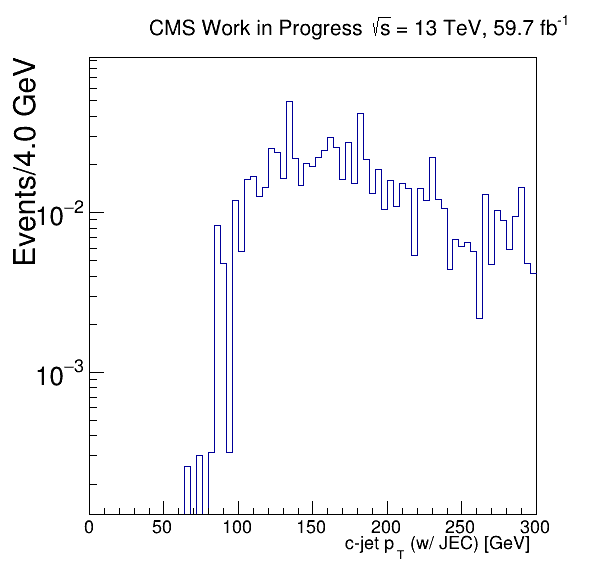 CMS Work in Progress √s = 13 TeV, 59.7 fb⁻¹
Events/4.0 GeV
10⁻²
10⁻³
0 50 100 150 200 250 300
c-jet p_T (w/ JEC) [GeV]